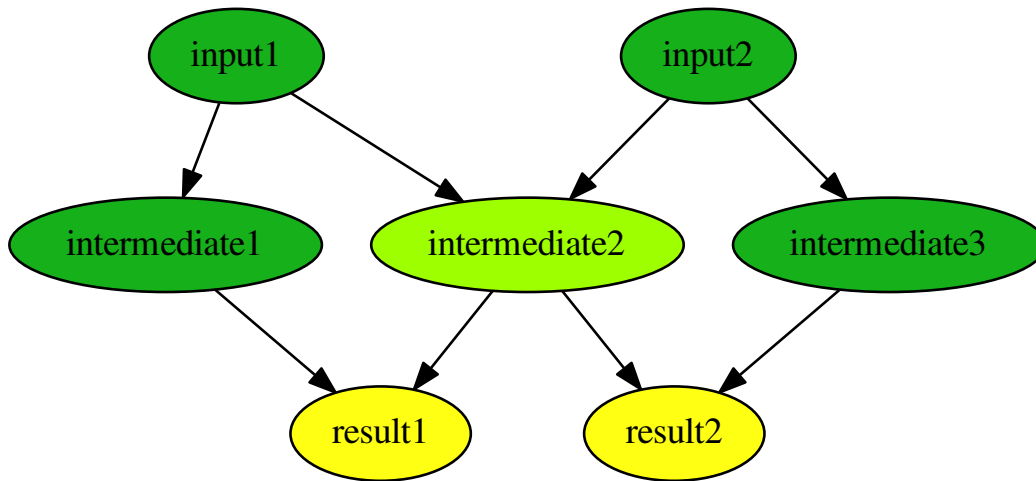 input1
input2
intermediate1
intermediate2
intermediate3
result1
result2